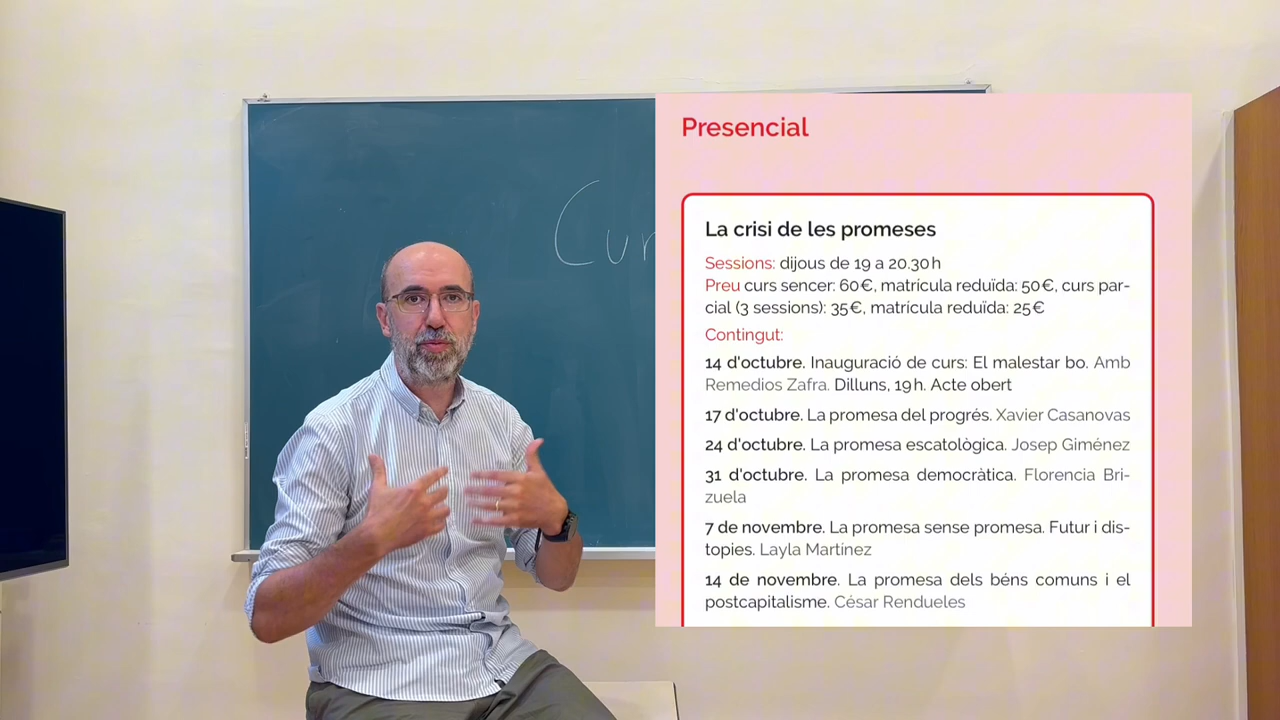 Cur
Presencial
La crisi de les promeses
Sessions: dijous de 19 a 20.30 h
Preu curs sencer: 60 €, matrícula reduïda: 50 €, curs par-
cial (3 sessions): 35 €, matrícula reduïda: 25 €
Contingut:
14 d'octubre. Inauguració de curs: El malestar bo. Amb
Remedios Zafra. Dilluns, 19 h. Acte obert
17 d'octubre. La promesa del progrés. Xavier Casanovas
24 d'octubre. La promesa escatològica. Josep Giménez
31 d'octubre. La promesa democràtica. Florencia Bri-
zuela
7 de novembre. La promesa sense promesa. Futur i dis-
topies. Layla Martínez
14 de novembre. La promesa dels béns comuns i el
postcapitalisme. César Rendueles